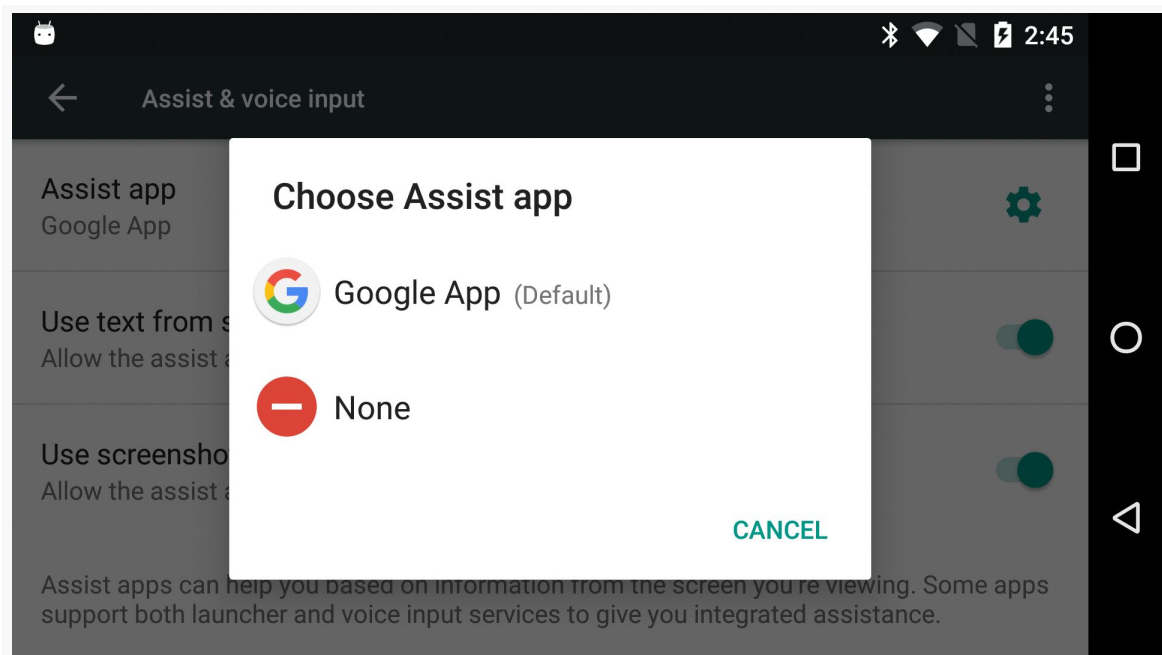 2:45
Assist & voice input
Choose Assist app
Assist app
Google App
Google App (Default)
Use text from
Allow the assist
None
Use
Allow the assist
CANCEL
Assist apps can help you based on information from the screen you're viewing. Some apps
support both launcher and voice input services to give you integrated assistance.